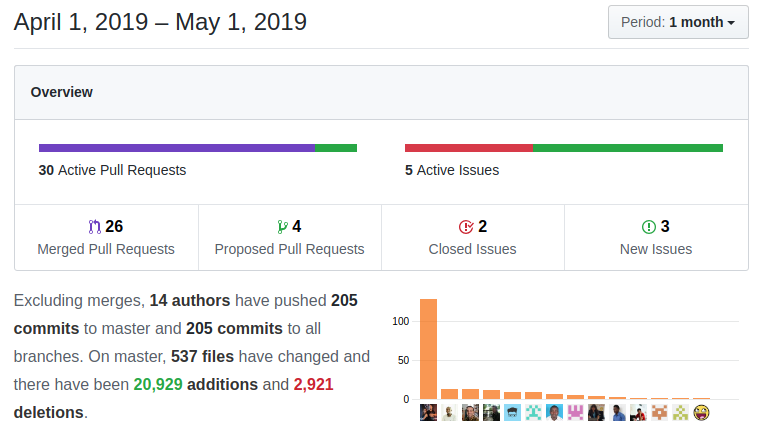 April 1, 2019 – May 1, 2019
Period: 1 month
Overview
30 Active Pull Requests
5 Active Issues
26
Merged Pull Requests
4
Proposed Pull Requests
2
Closed Issues
3
New Issues
Excluding merges, 14 authors have pushed 205
commits to master and 205 commits to all
branches. On master, 537 files have changed and
there have been 20,929 additions and 2,921
deletions.
100
50
0